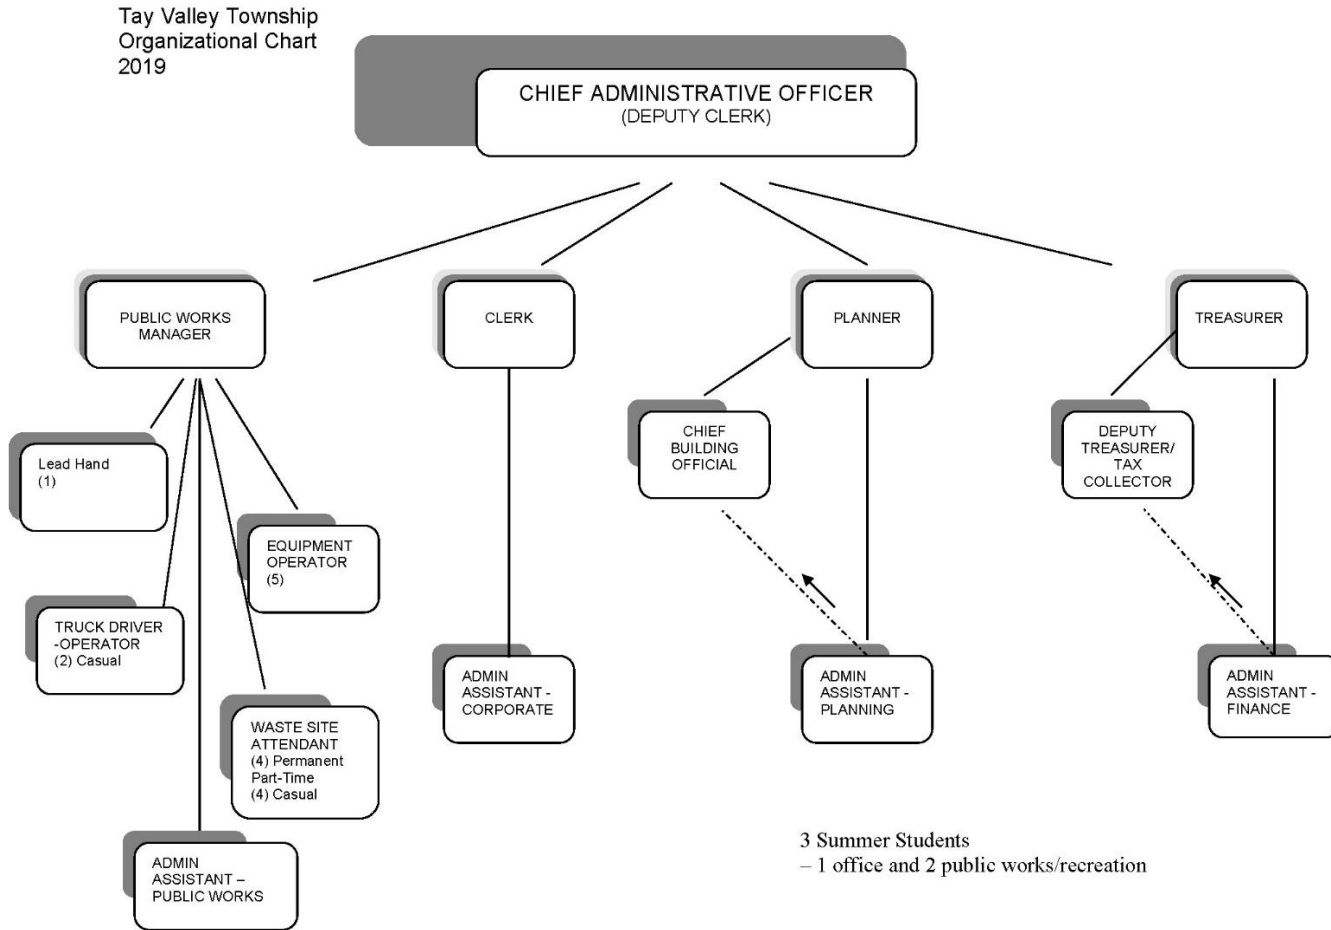 Tay Valley Township
Organizational Chart
2019
CHIEF ADMINISTRATIVE OFFICER
(DEPUTY CLERK)
PUBLIC WORKS
MANAGER
CLERK
PLANNER
TREASURER
Lead Hand
(1)
EQUIPMENT
OPERATOR
(5)
TRUCK DRIVER
-OPERATOR
(2) Casual
WASTE SITE
ATTENDANT
(4) Permanent
Part-Time
(4) Casual
ADMIN
ASSISTANT –
PUBLIC WORKS
ADMIN
ASSISTANT -
CORPORATE
CHIEF
BUILDING
OFFICIAL
ADMIN
ASSISTANT -
PLANNING
DEPUTY
TREASURER/
TAX
COLLECTOR
ADMIN
ASSISTANT -
FINANCE
3 Summer Students
– 1 office and 2 public works/recreation